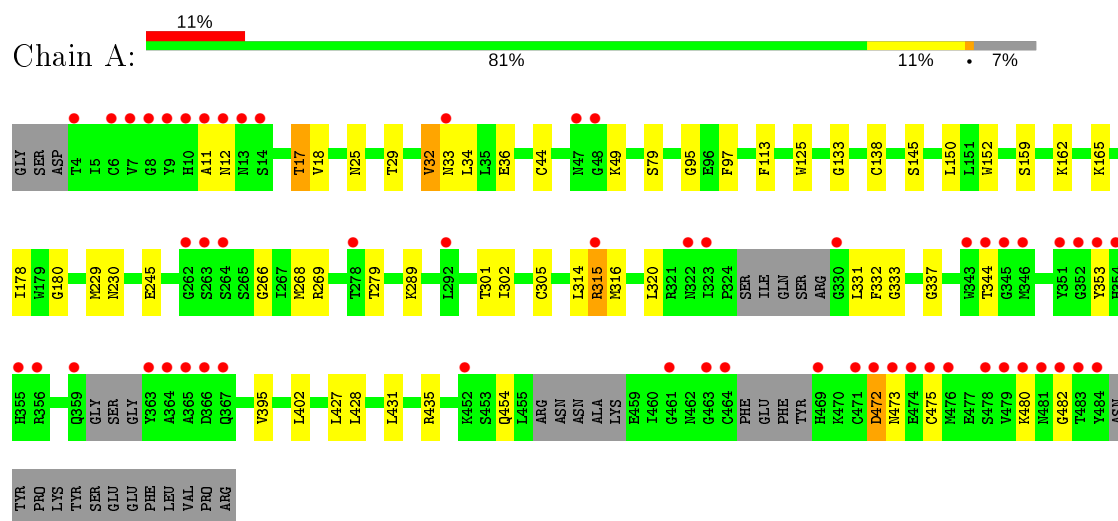 11%
Chain A:
81% 11% • 7%
GLY SER ASP T4 I5 C6 V7 G8 Y9 H10 A11 N12 N13 S14 T17 V18 N25 T29 V32 N33 L34 L35 E36 C44 N47 G48 K49 S79 G95 E96 F97 F113 W125 G133 C138 S145 L150 L151 W152 S159 K162 K165
I178 W179 G180 M229 N230 E245 G262 S263 S264 S265 G266 I267 M268 R269 T278 T279 K289 L292 T301 I302 C305 L314 R315 M316 L320 R321 N322 I323 P324 SER ILE GLN SER ARG G330 L331 F332 G333 G337 W343 T344 G345 M346 Y351 G352 Y353 H354
H355 R356 Q359 GLY SER GLY Y363 A364 A365 D366 Q367 V395 L402 L427 L428 L431 R435 K452 S453 Q454 L455 ARG ASN ASN ALA LYS E459 I460 G461 N462 G463 C464 PHE GLU PHE TYR H469 K470 C471 D472 N473 E474 C475 M476 E477 S478 V479 K480 N481 G482 T483 Y484 ASN
TYR PRO LYS TYR SER GLU GLU PHE LEU VAL PRO ARG